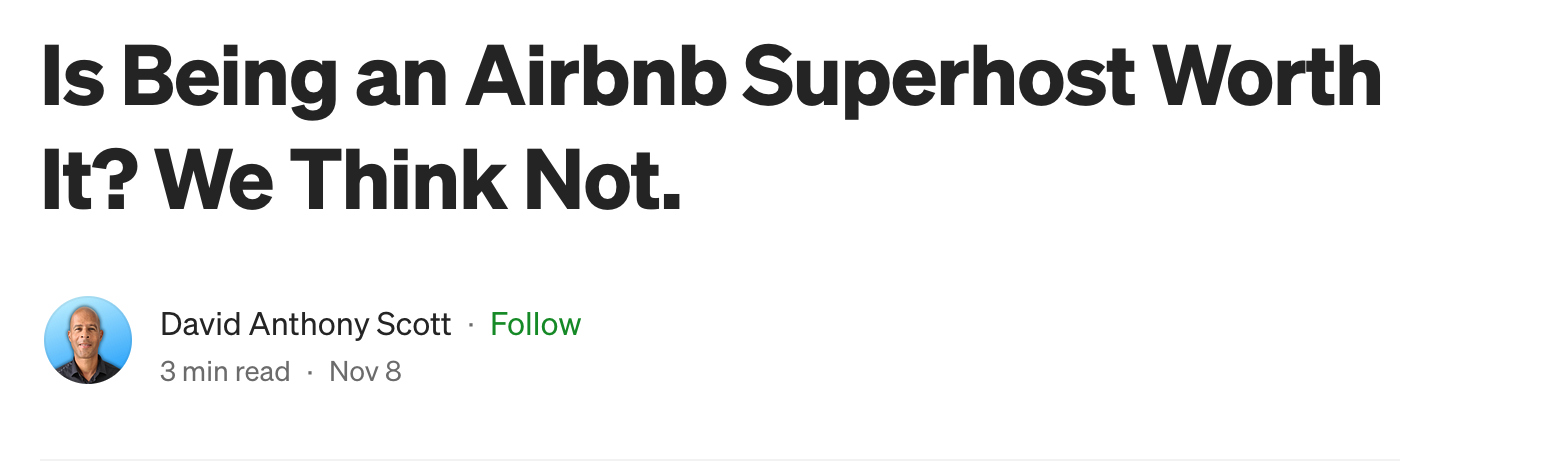 Is Being an Airbnb Superhost Worth
It? We Think Not.
David Anthony Scott · Follow
3 min read · Nov 8